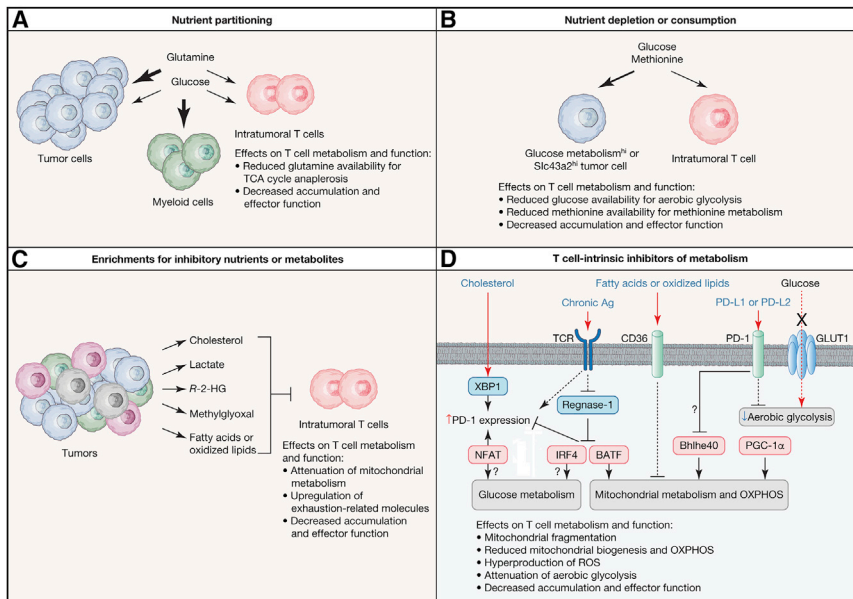 A
Nutrient partitioning
Glutamine
Glucose
Tumor cells
Myeloid cells
Intratumoral T cells
Effects on T cell metabolism and function:
• Reduced glutamine availability for
TCA cycle anaplerosis
• Decreased accumulation and
effector function
B
Nutrient depletion or consumption
Glucose
Methionine
Glucose metabolismʰⁱ or
Slc43a2ʰⁱ tumor cell
Intratumoral T cell
Effects on T cell metabolism and function:
• Reduced glucose availability for aerobic glycolysis
• Reduced methionine availability for methionine metabolism
• Decreased accumulation and effector function
C
Enrichments for inhibitory nutrients or metabolites
Tumors
Cholesterol
Lactate
R-2-HG
Methylglyoxal
Fatty acids or
oxidized lipids
Intratumoral T cells
Effects on T cell metabolism
and function:
• Attenuation of mitochondrial
metabolism
• Upregulation of
exhaustion-related molecules
• Decreased accumulation
and effector function
D
T cell-intrinsic inhibitors of metabolism
Cholesterol
Fatty acids or oxidized lipids
Glucose
Chronic Ag
PD-L1 or PD-L2
X
TCR
CD36
PD-1
GLUT1
XBP1
Regnase-1
?
↑PD-1 expression
↓Aerobic glycolysis
NFAT
IRF4
BATF
Bhlhe40
PGC-1α
?
?
Glucose metabolism
Mitochondrial metabolism and OXPHOS
Effects on T cell metabolism and function:
• Mitochondrial fragmentation
• Reduced mitochondrial biogenesis and OXPHOS
• Hyperproduction of ROS
• Attenuation of aerobic glycolysis
• Decreased accumulation and effector function